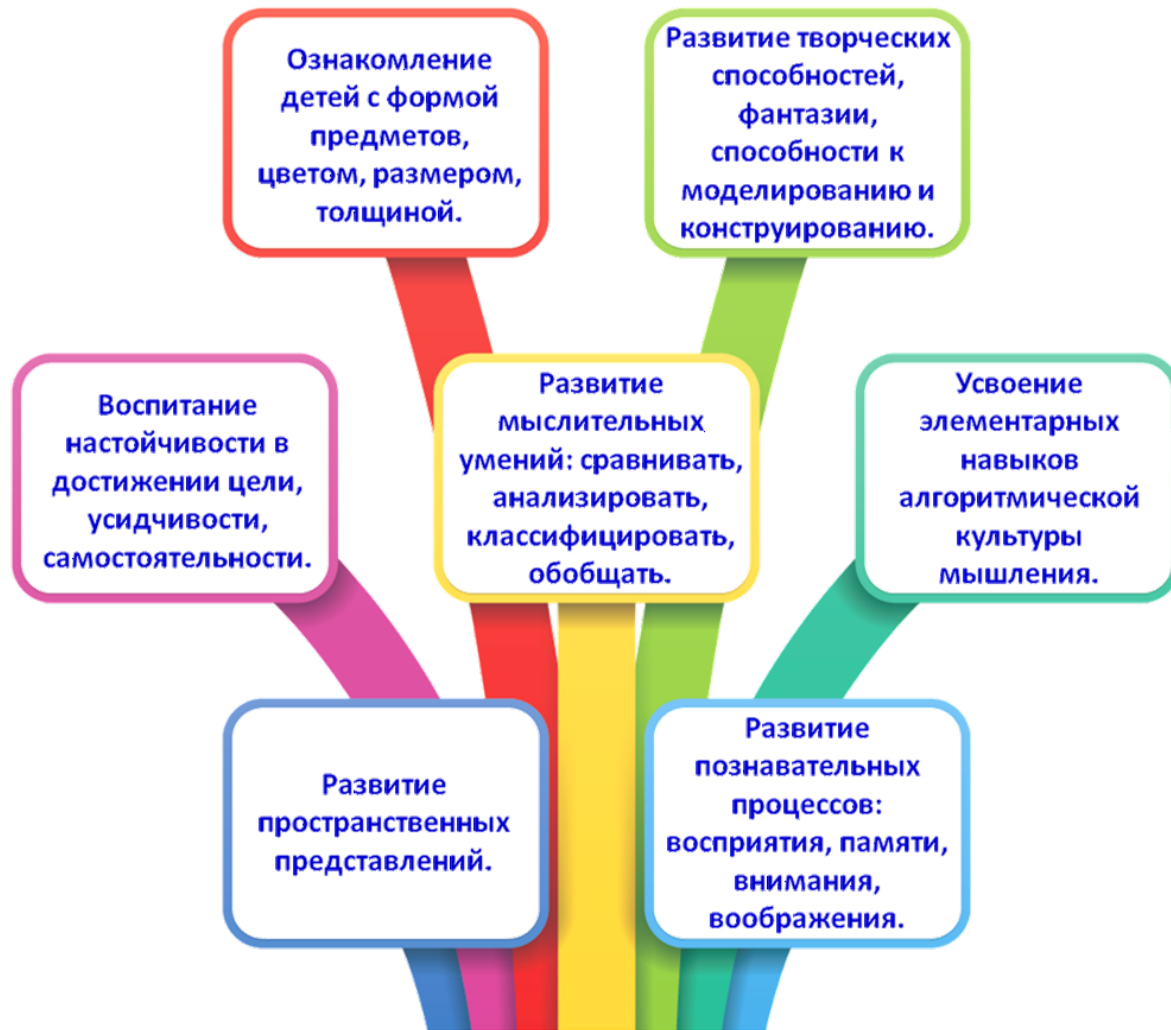 Ознакомление
детей с формой
предметов,
цветом, размером,
толщиной.
Развитие творческих
способностей,
фантазии,
способности к
моделированию и
конструированию.
Воспитание
настойчивости в
достижении цели,
усидчивости,
самостоятельности.
Развитие
мыслительных
умений: сравнивать,
анализировать,
классифицировать,
обобщать.
Усвоение
элементарных
навыков
алгоритмической
культуры
мышления.
Развитие
пространственных
представлений.
Развитие
познавательных
процессов:
восприятия, памяти,
внимания,
воображения.